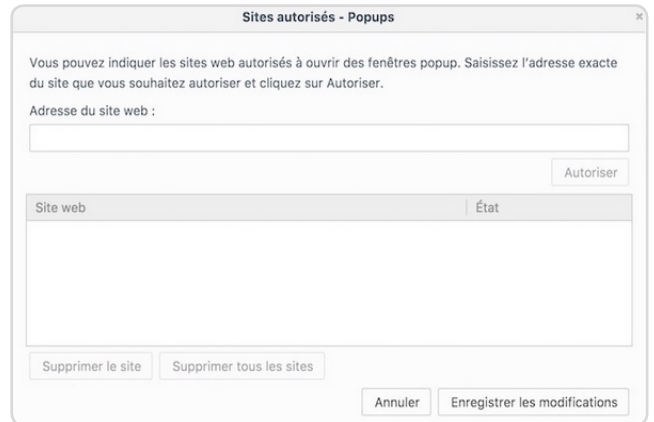 Sites autorisés - Popups
Vous pouvez indiquer les sites web autorisés à ouvrir des fenêtres popup. Saisissez l'adresse exacte
du site que vous souhaitez autoriser et cliquez sur Autoriser.
Adresse du site web :
Autoriser
Site web État
Supprimer le site Supprimer tous les sites
Annuler Enregistrer les modifications